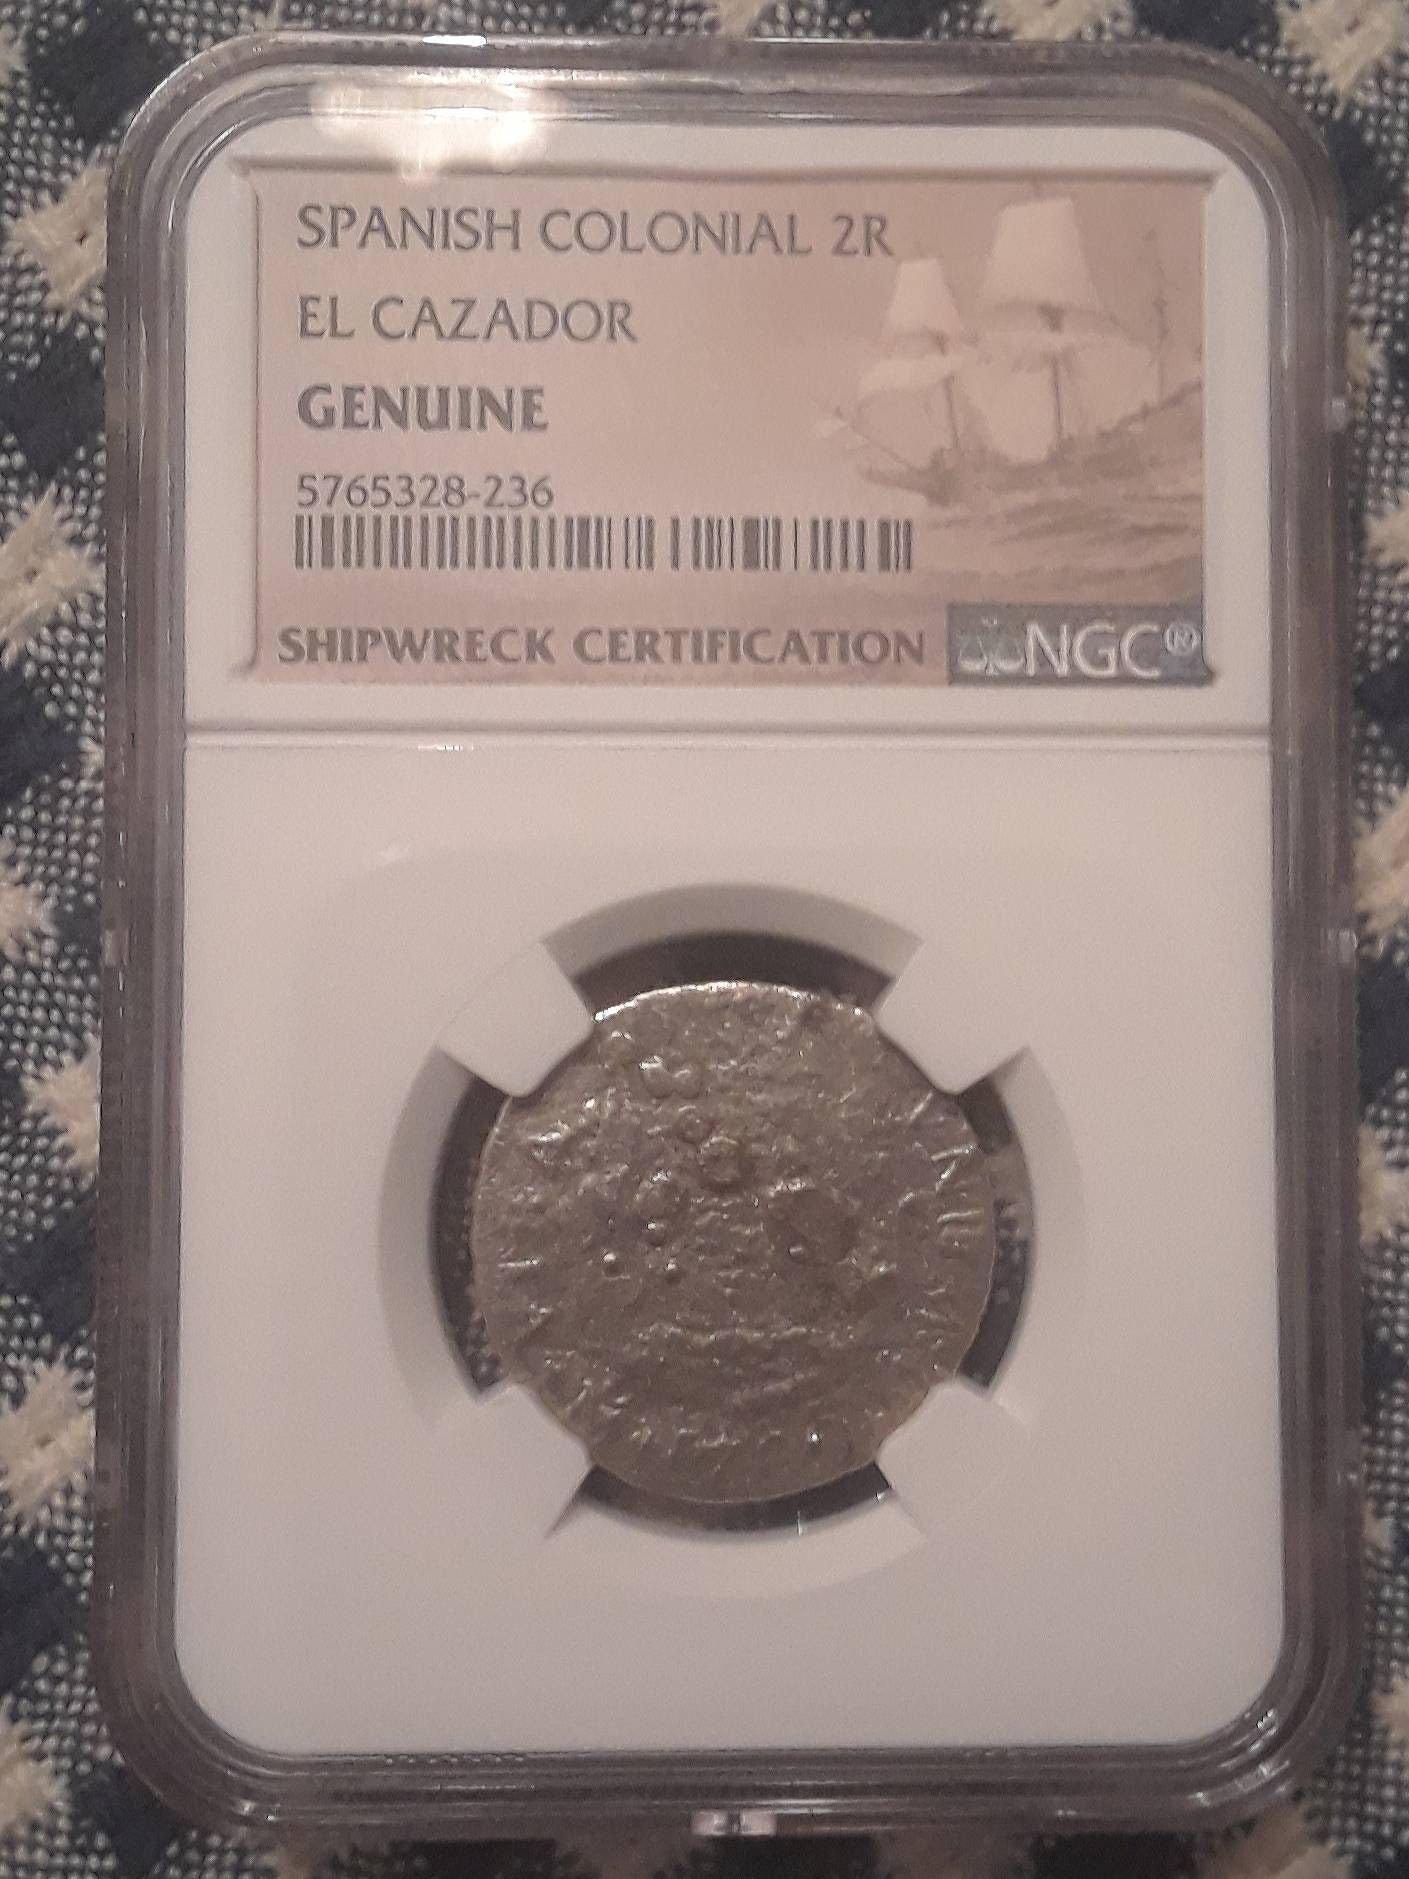 SPANISH COLONIAL 2R
EL CAZADOR
GENUINE
5765328-236
SHIPWRECK CERTIFICATION NGC®